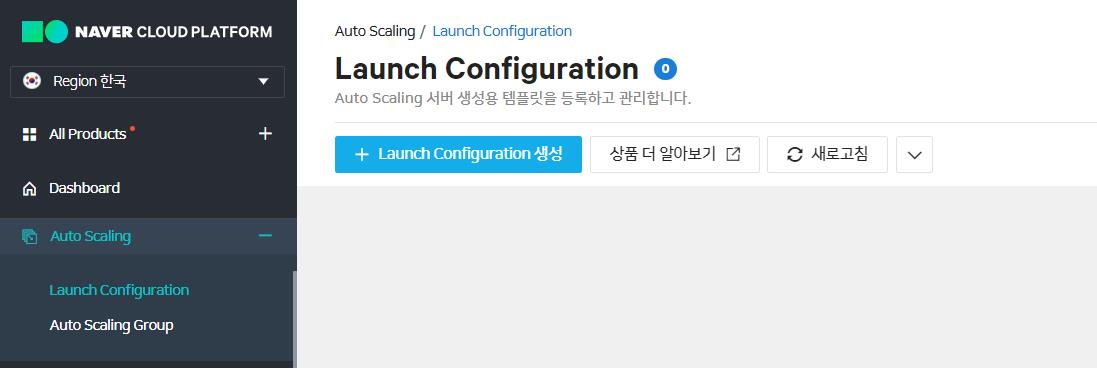 NAVER CLOUD PLATFORM
Region 한국
All Products
Dashboard
Auto Scaling
Launch Configuration
Auto Scaling Group
Auto Scaling / Launch Configuration
Launch Configuration 0
Auto Scaling 서버 생성용 템플릿을 등록하고 관리합니다.
+ Launch Configuration 생성 상품 더 알아보기 새로고침